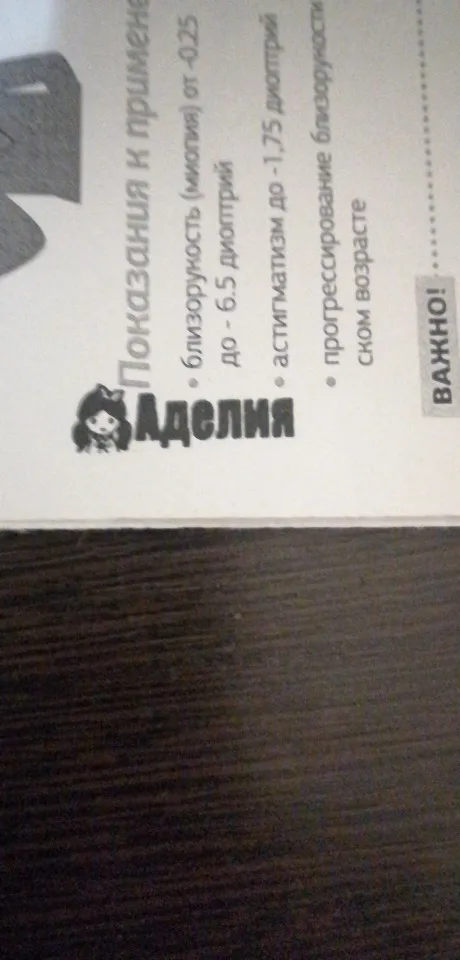 Показания к примене
• близорукость (миопия) от -0.25
до - 6.5 диоптрий
• астигматизм до -1,75 диоптрий
• прогрессирование близорукости
ском возрасте
ВАЖНО!
Аделия